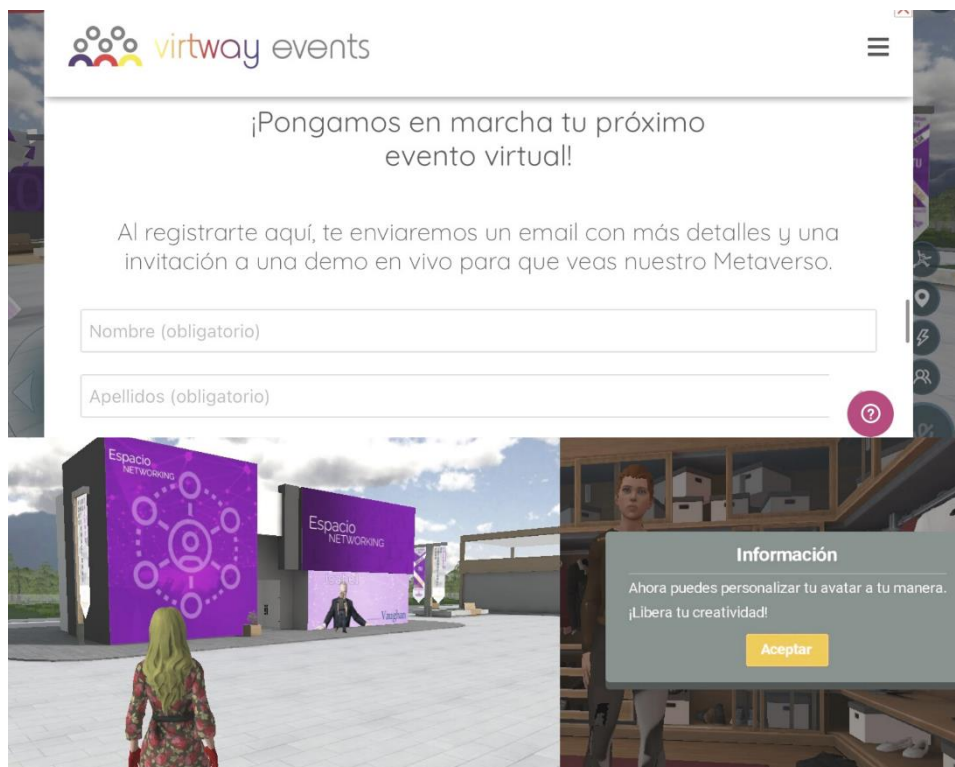 virtway events
¡Pongamos en marcha tu próximo
evento virtual!
Al registrarte aquí, te enviaremos un email con más detalles y una
invitación a una demo en vivo para que veas nuestro Metaverso.
Nombre (obligatorio)
Apellidos (obligatorio)
Espacio
NETWORKING
Espacio
NETWORKING
Vaughan
Información
Ahora puedes personalizar tu avatar a tu manera.
¡Libera tu creatividad!
Aceptar